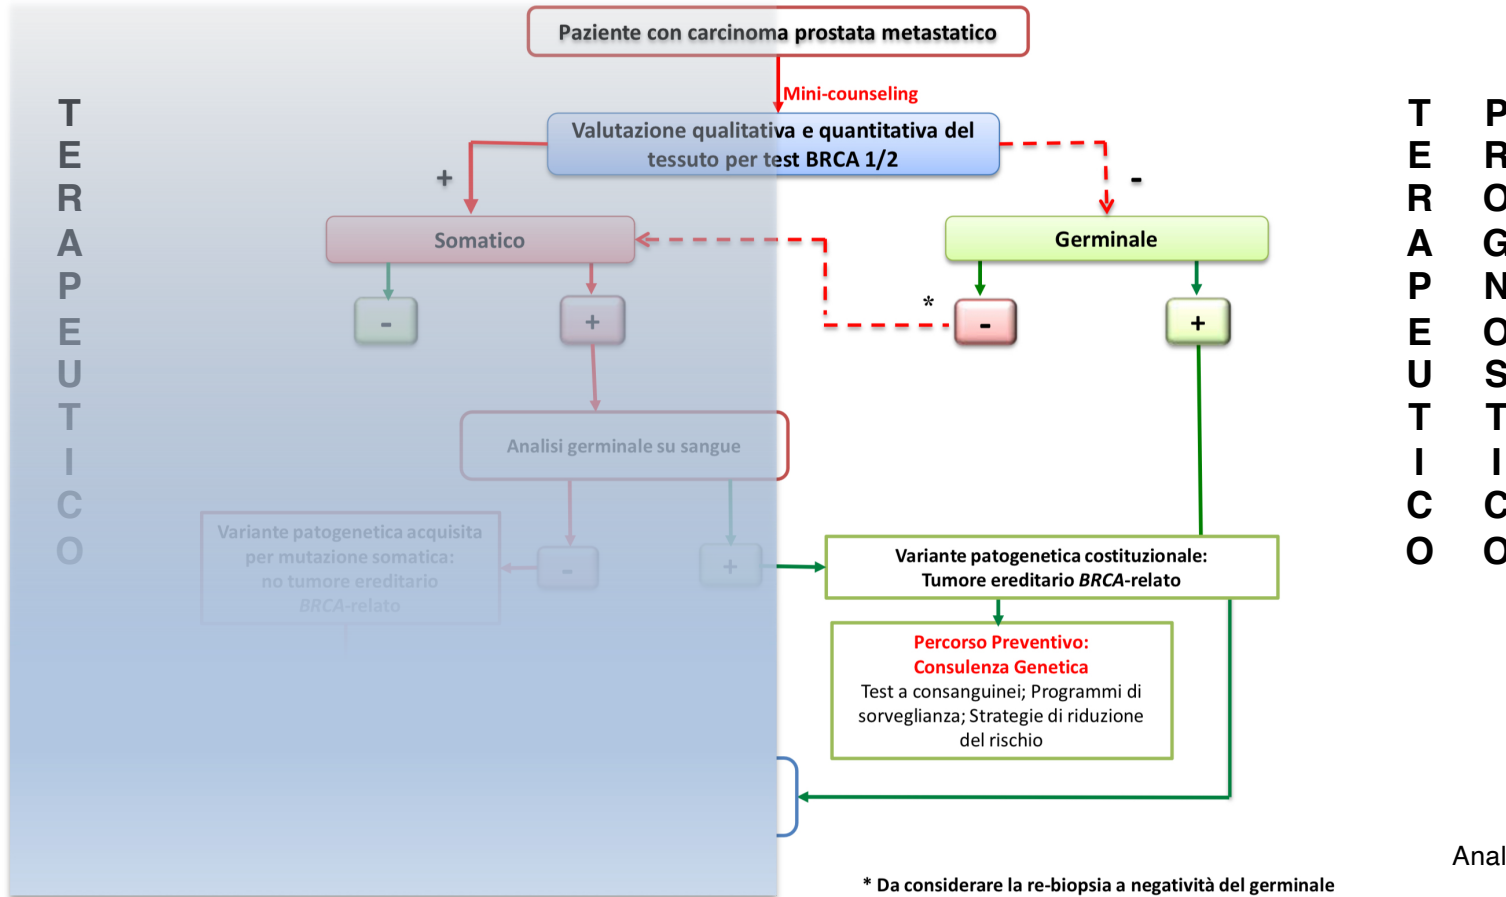 Paziente con carcinoma prostata metastatico
Mini-counseling
Valutazione qualitativa e quantitativa del
tessuto per test BRCA 1/2
+
-
Somatico
Germinale
-
+
*
-
+
Analisi germinale su sangue
Variante patogenetica acquisita
per mutazione somatica:
no tumore ereditario
BRCA-relato
-
+
Variante patogenetica costituzionale:
Tumore ereditario BRCA-relato
Percorso Preventivo:
Consulenza Genetica
Test a consanguinei; Programmi di
sorveglianza; Strategie di riduzione
del rischio
* Da considerare la re-biopsia a negatività del germinale
TERAPEUTICO
TERAPEUTICO
PROGNOSTICO
Anal